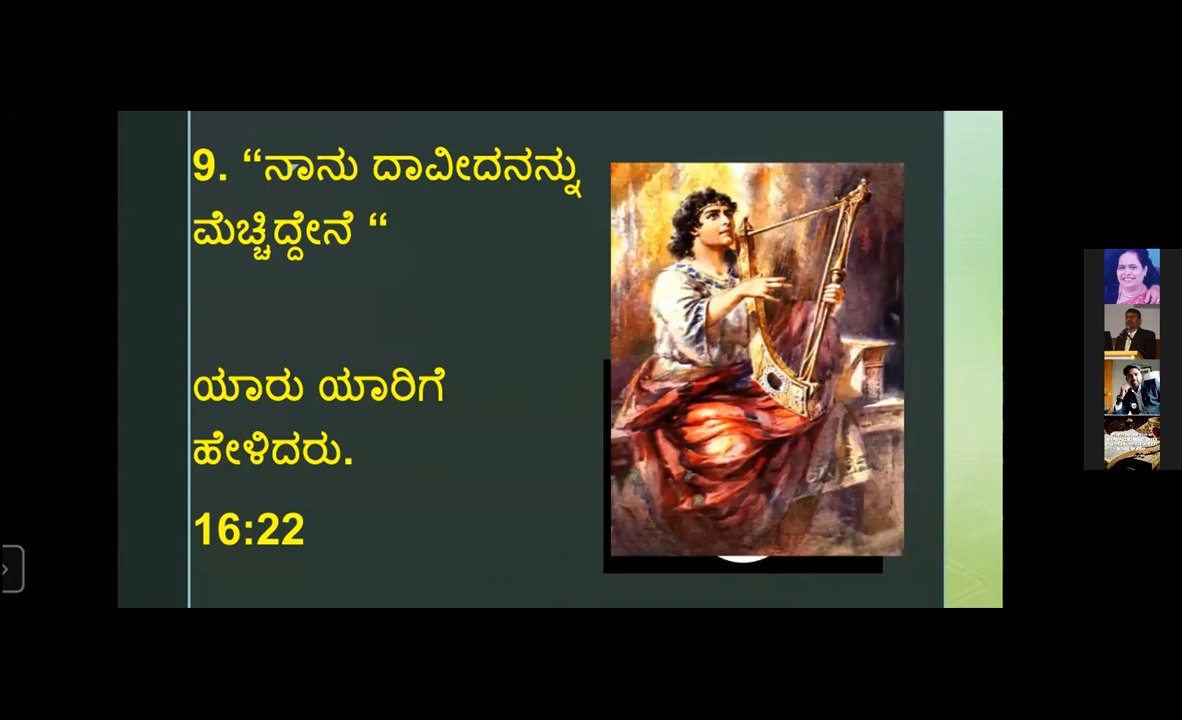 9. “ನಾನು ದಾವೀದನನ್ನು
ಮೆಚ್ಚಿದ್ದೇನೆ “
ಯಾರು ಯಾರಿಗೆ
ಹೇಳಿದರು.
16:22